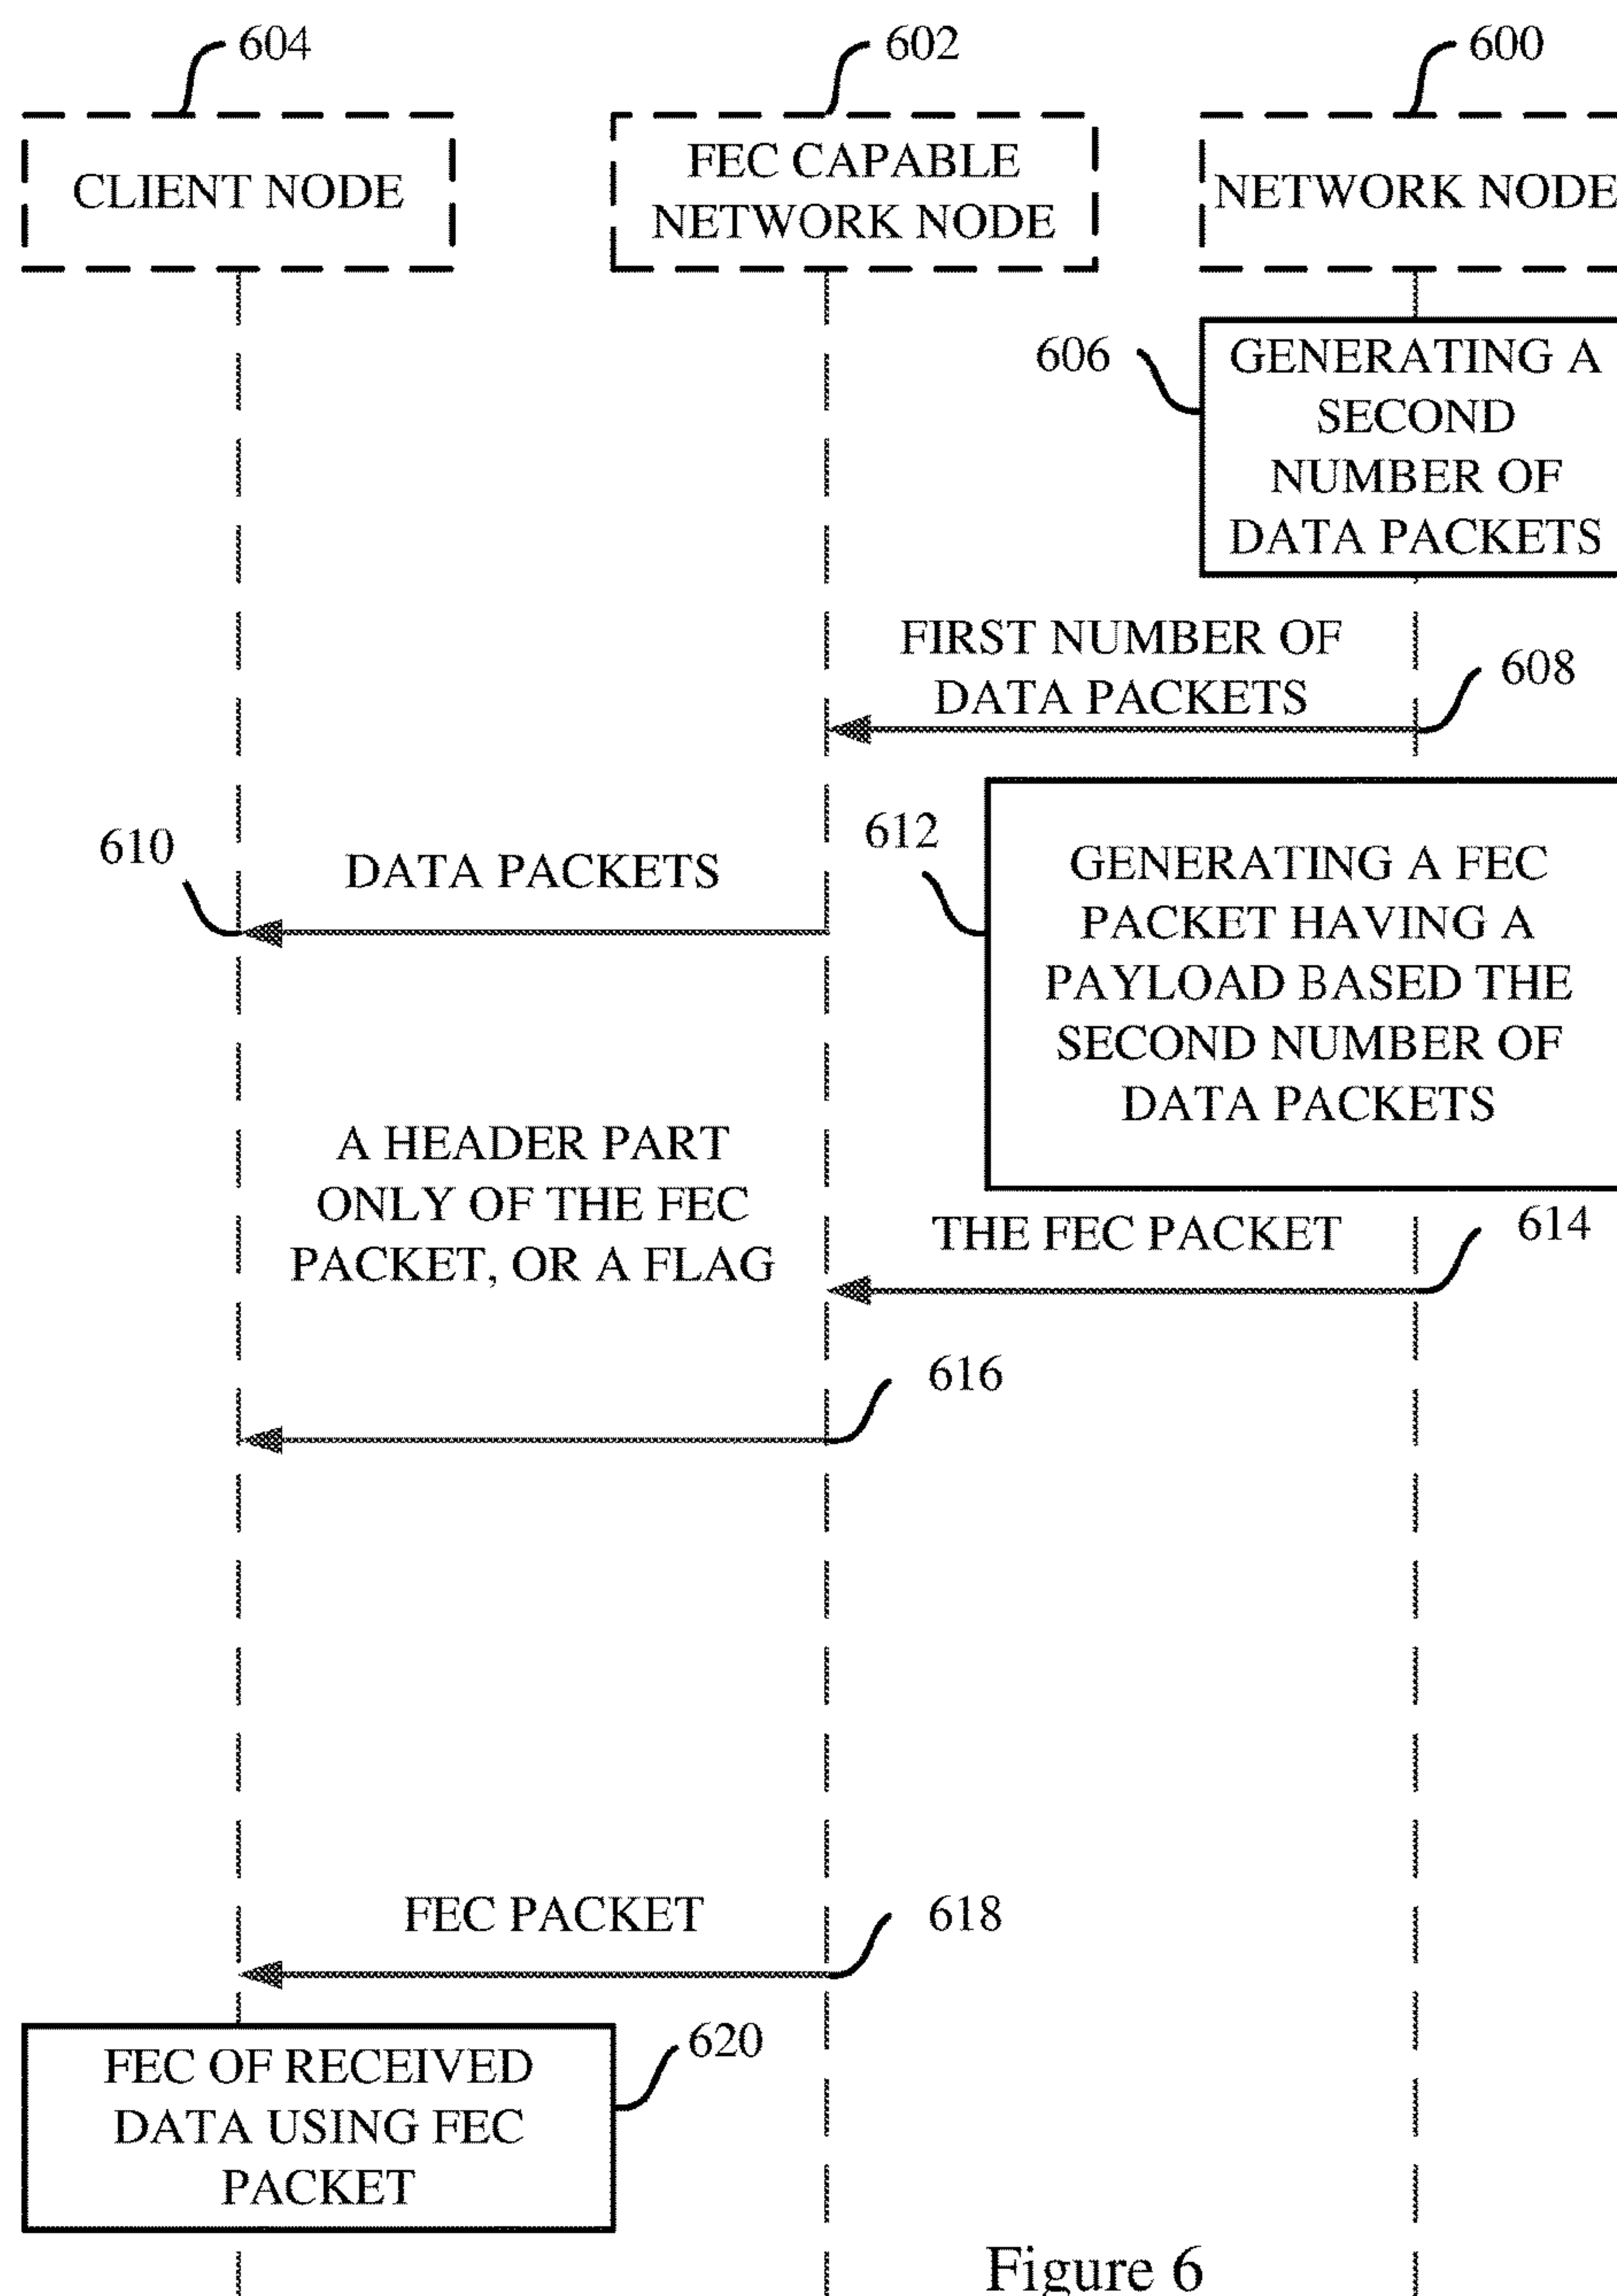 604
602
600
CLIENT NODE
FEC CAPABLE
NETWORK NODE
NETWORK NODE
606
GENERATING A
SECOND
NUMBER OF
DATA PACKETS
FIRST NUMBER OF
DATA PACKETS
608
610
DATA PACKETS
612
GENERATING A FEC
PACKET HAVING A
PAYLOAD BASED THE
SECOND NUMBER OF
DATA PACKETS
A HEADER PART
ONLY OF THE FEC
PACKET, OR A FLAG
THE FEC PACKET
614
616
FEC PACKET
618
FEC OF RECEIVED
DATA USING FEC
PACKET
620
Figure 6